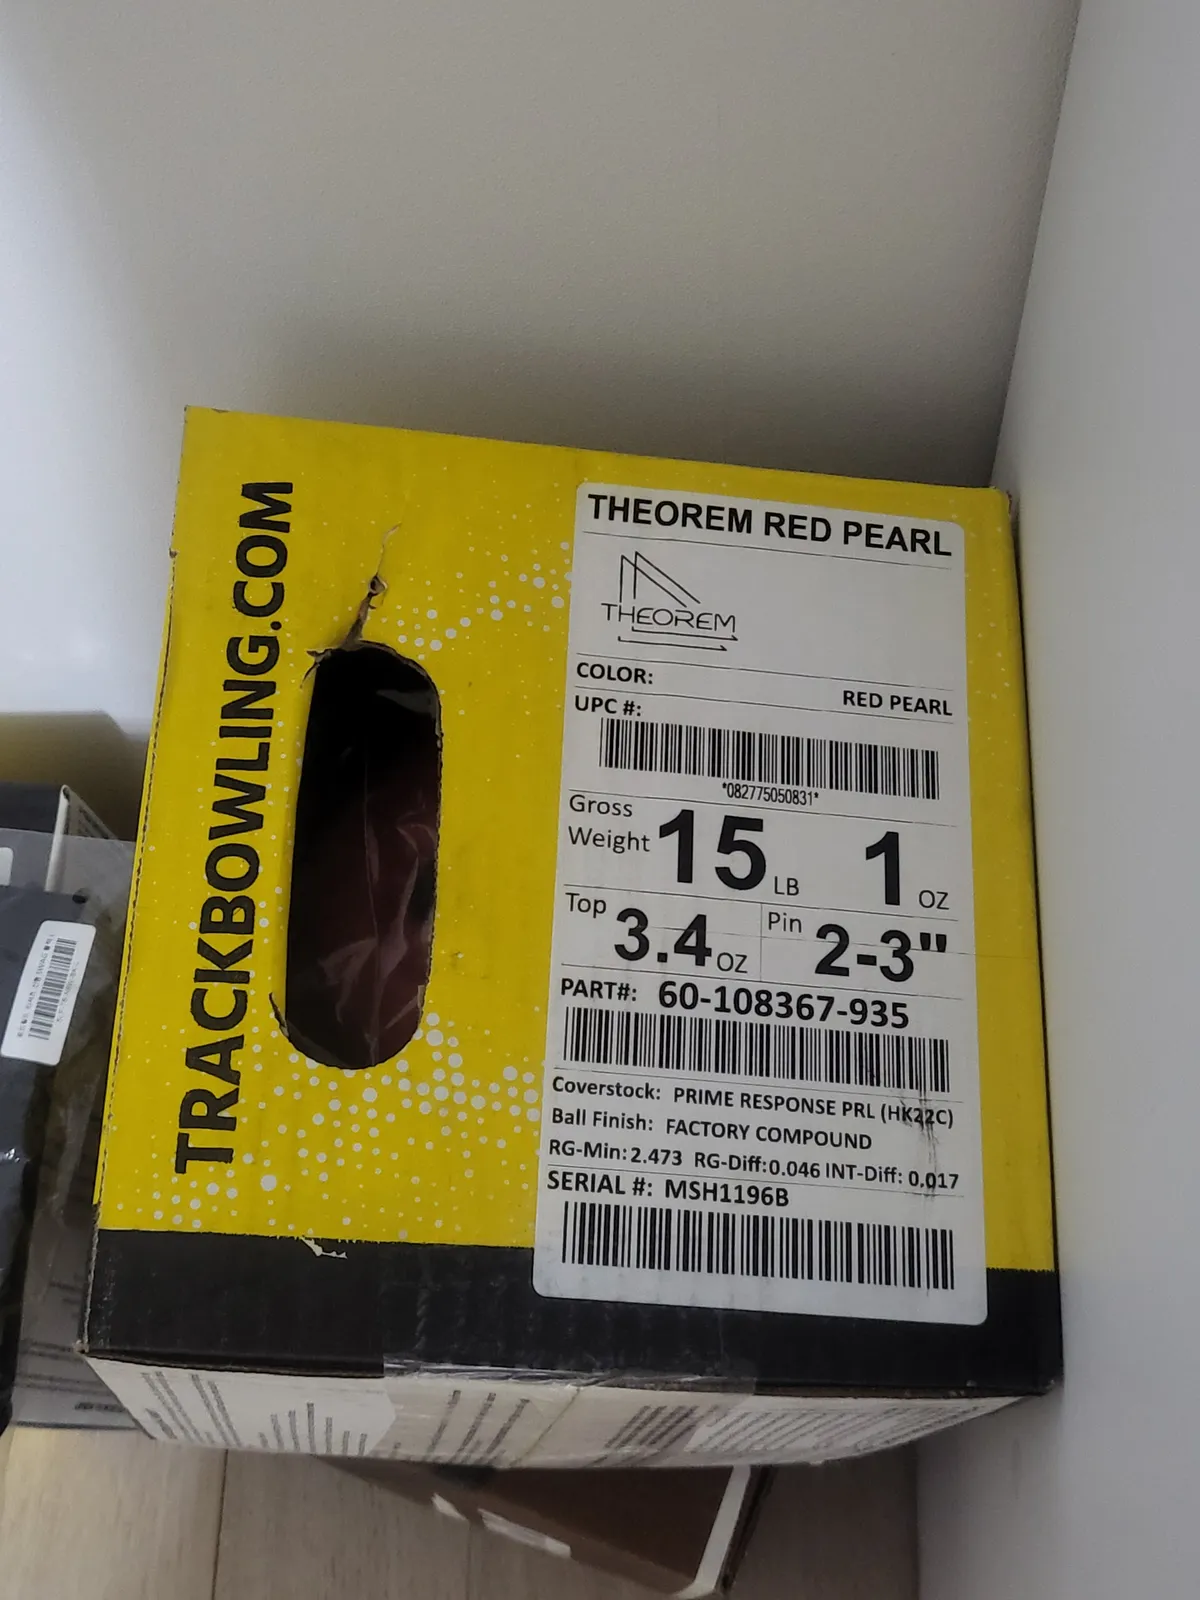 TRACKBOWLING.COM
THEOREM RED PEARL
THEOREM
COLOR:
RED PEARL
UPC #:
*082775050831*
Gross Weight 15 LB 1 OZ
Top 3.4 OZ Pin 2-3"
PART#: 60-108367-935
Coverstock: PRIME RESPONSE PRL (HK22C)
Ball Finish: FACTORY COMPOUND
RG-Min: 2.473 RG-Diff: 0.046 INT-Diff: 0.017
SERIAL #: MSH1196B